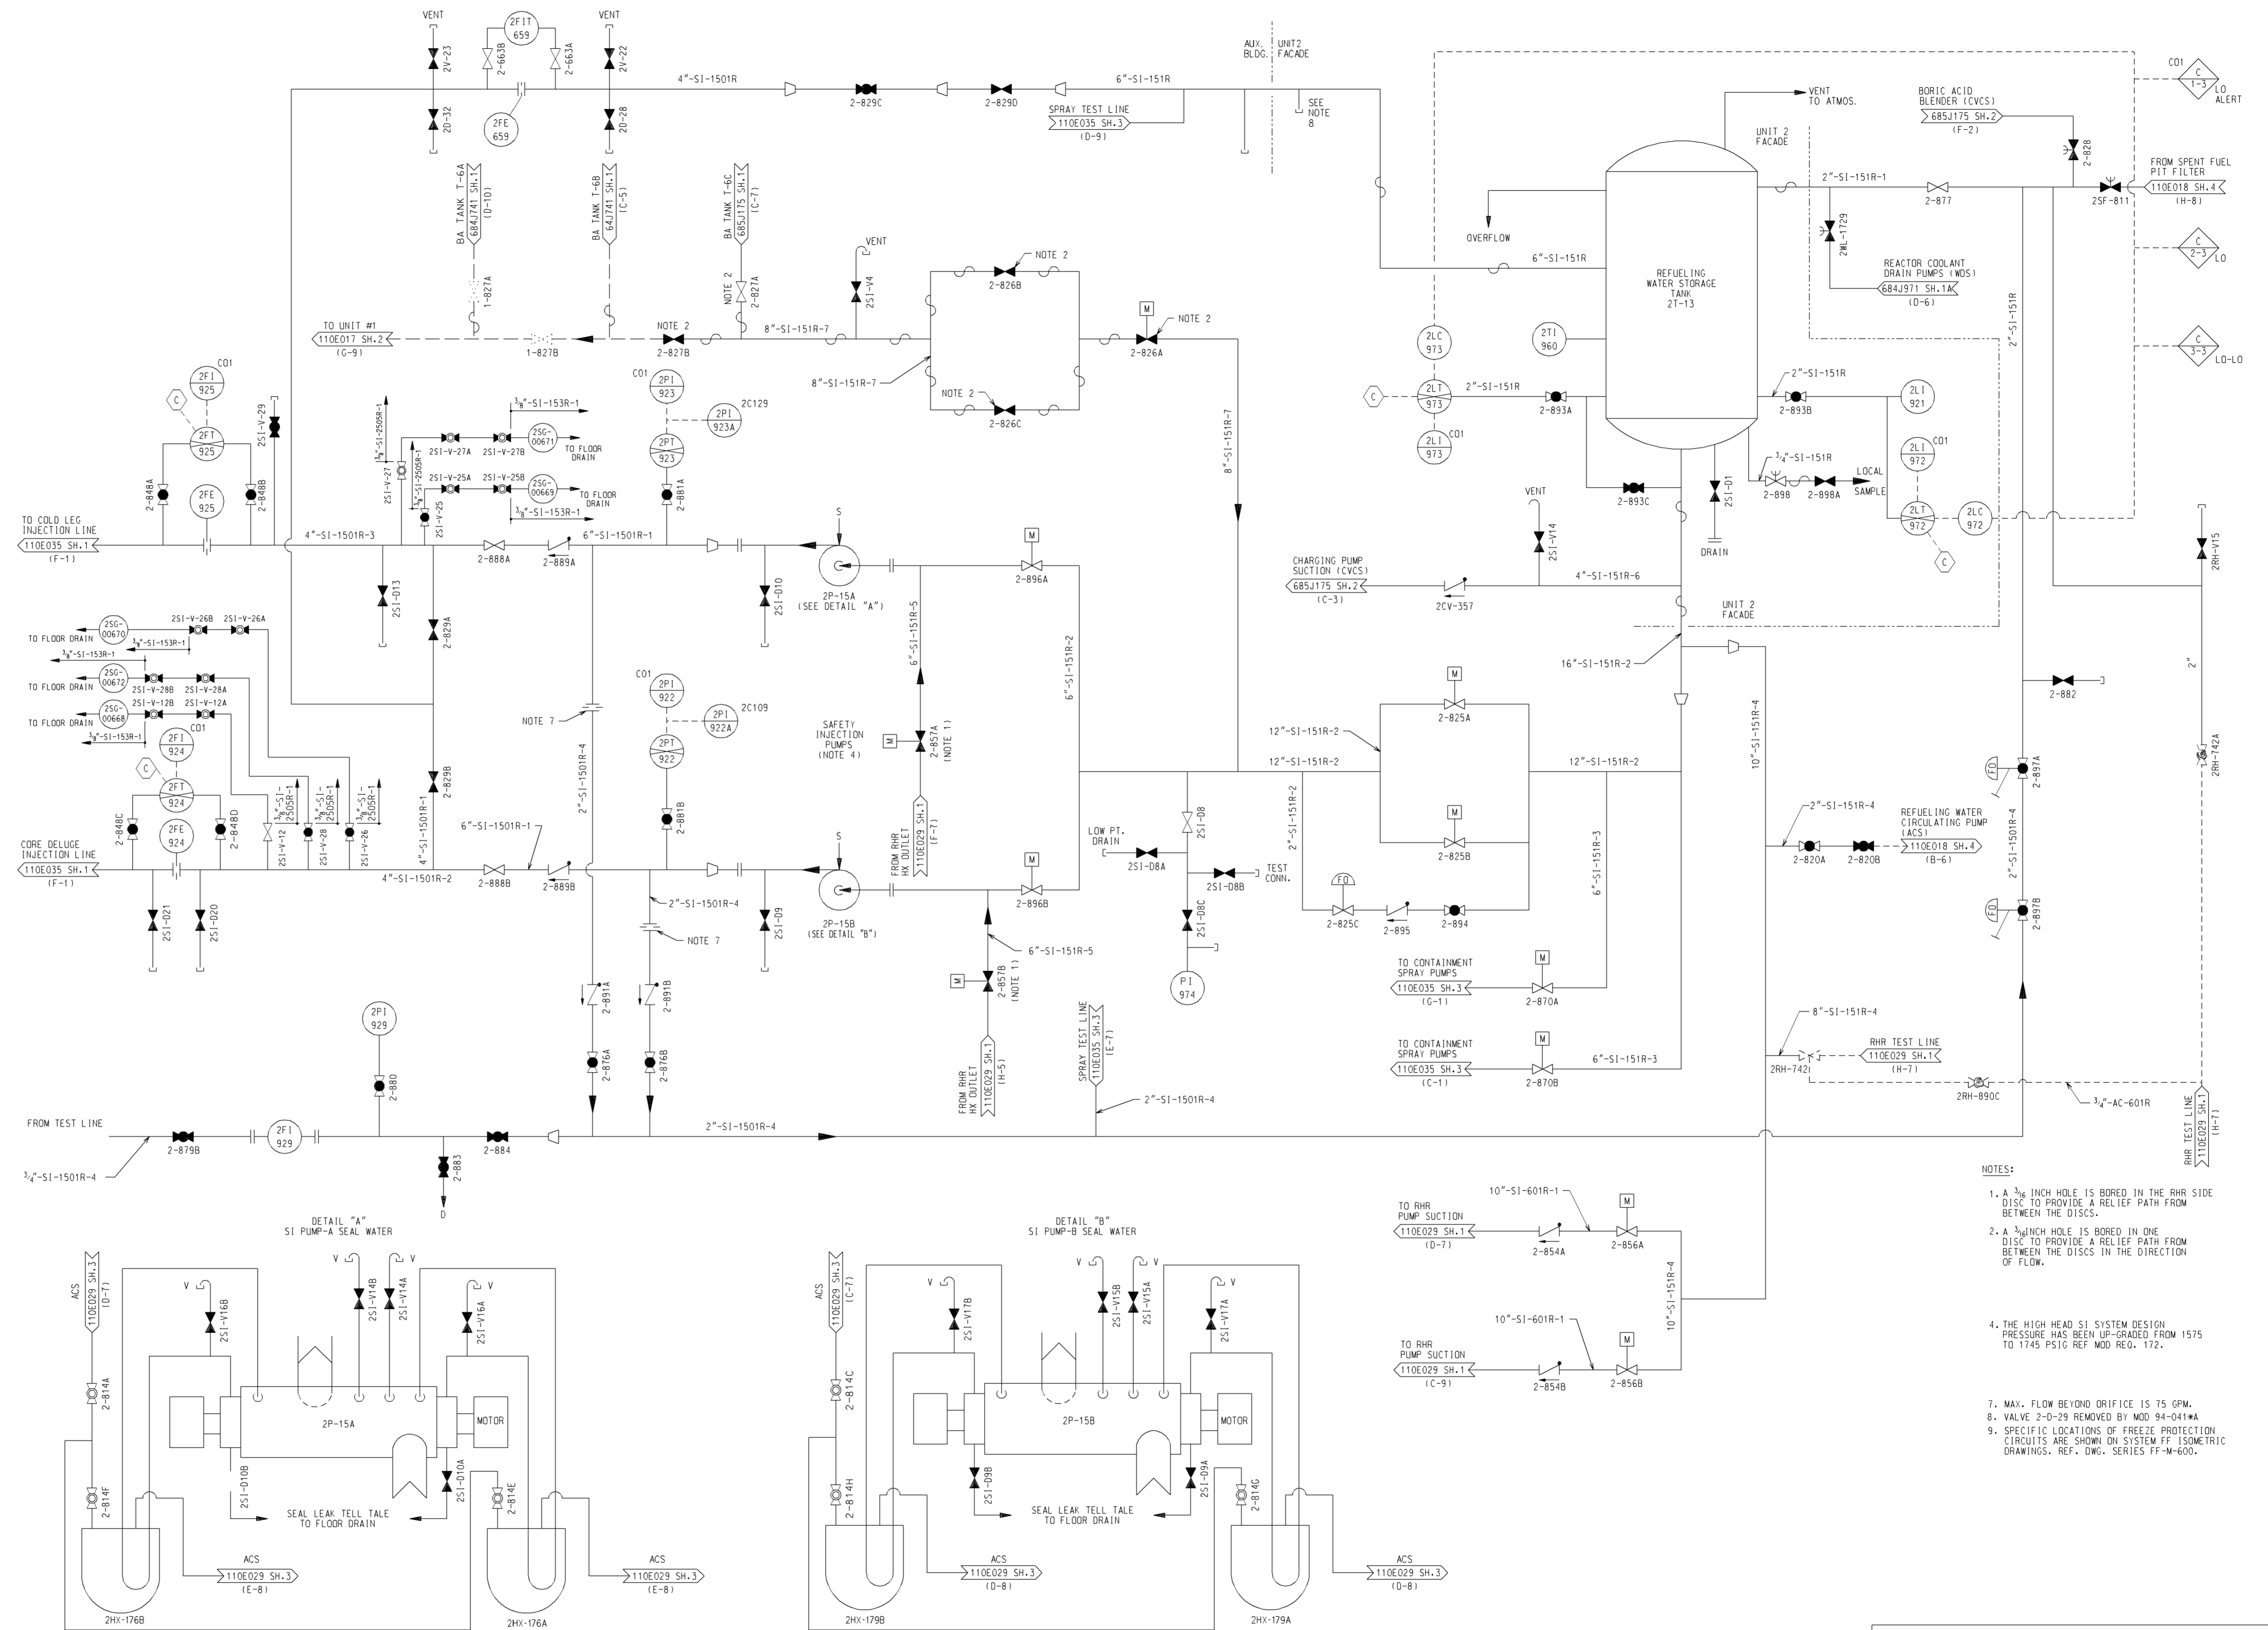 VENT
2V-23
2-663B
2FIT
659
2-663A
VENT
2V-22
4"-SI-1501R
2FE
659
2D-32
2D-28
2-829C
2-829D
6"-SI-151R
SPRAY TEST LINE
110E035 SH.3
(D-9)
AUX.
BLDG.
UNIT2
FACADE
SEE
NOTE
8
VENT
TO ATMOS.
BORIC ACID
BLENDER (CVCS)
685J175 SH.2
(F-2)
C01
C
1-3
LO
ALERT
UNIT 2
FACADE
2-828
FROM SPENT FUEL
PIT FILTER
110E018 SH.4
(H-8)
2"-SI-151R-1
2-877
2SF-811
OVERFLOW
6"-SI-151R
REFUELING
WATER STORAGE
TANK
2T-13
2WL-1729
REACTOR COOLANT
DRAIN PUMPS (WDS)
684J971 SH.1A
(D-6)
C
2-3
LO
C
3-3
LO-LO
2"-SI-151R
BA TANK T-6A
684J741 SH.1
(D-10)
BA TANK T-6B
64J741 SH.1
(C-5)
BA TANK T-6C
685J175 SH.1
(C-7)
1-827A
NOTE 2
2-827A
2SI-V4
VENT
NOTE 2
2-826B
M
NOTE 2
2-826A
TO UNIT #1
110E017 SH.2
(G-9)
1-827B
NOTE 2
2-827B
8"-SI-151R-7
8"-SI-151R-7
NOTE 2
2-826C
8"-SI-151R-7
2LC
973
2TI
960
2LT
973
C
2"-SI-151R
2-893A
2LI
973
C01
2"-SI-151R
2-893B
2LI
921
2LI
972
C01
2LT
972
2LC
972
C
2-893C
2SI-D1
DRAIN
3/4"-SI-151R
2-898
2-898A
LOCAL
SAMPLE
2FI
925
C01
C
2FT
925
2SI-V-29
2-848A
2FE
925
2-848B
TO COLD LEG
INJECTION LINE
110E035 SH.1
(F-1)
3/8"-SI-2505R-1
2SI-V-27
3/8"-SI-2505R-1
2SI-V-25
3/8"-SI-153R-1
2SI-V-27A
2SI-V-27B
2SG-
00671
TO FLOOR
DRAIN
2SI-V-25A
2SI-V-25B
2SG-
00669
TO FLOOR
DRAIN
3/8"-SI-153R-1
C01
2PI
923
2C129
2PI
923A
2PT
923
2-881A
4"-SI-1501R-3
2-888A
2-889A
6"-SI-1501R-1
S
2P-15A
(SEE DETAIL "A")
M
2-896A
2SI-D13
2SI-D10
VENT
2SI-V14
CHARGING PUMP
SUCTION (CVCS)
685J175 SH.2
(C-3)
2CV-357
4"-SI-151R-6
UNIT 2
FACADE
16"-SI-151R-2
2RH-V15
2"
2-882
2RH-742A
FO
2-897A
2"-SI-1501R-4
FO
2-897B
2SG-
00670
TO FLOOR DRAIN
2SI-V-26B
2SI-V-26A
3/8"-SI-153R-1
3/8"-SI-153R-1
2SG-
00672
TO FLOOR DRAIN
2SI-V-28B
2SI-V-28A
2SI-V-12B
2SI-V-12A
2SG-
00668
TO FLOOR DRAIN
3/8"-SI-153R-1
C01
2FI
924
C
2FT
924
2-848C
2FE
924
2-848D
CORE DELUGE
INJECTION LINE
110E035 SH.1
(F-1)
2SI-V-12
3/8"-SI-
2505R-1
2SI-V-28
3/8"-SI-
2505R-1
2SI-V-26
3/8"-SI-
2505R-1
2-829A
2-829B
4"-SI-1501R-1
6"-SI-1501R-1
4"-SI-1501R-2
2-888B
2-889B
NOTE 7
2"-SI-1501R-4
C01
2PI
922
2C109
2PI
922A
2PT
922
2-881B
2"-SI-1501R-4
NOTE 7
SAFETY
INJECTION
PUMPS
(NOTE 4)
6"-SI-151R-5
M
2-857A
(NOTE 1)
6"-SI-151R-2
FROM RHR
HX OUTLET
110E029 SH.1
(F-7)
S
2P-15B
(SEE DETAIL "B")
M
2-896B
6"-SI-151R-5
M
2-857B
(NOTE 1)
FROM RHR
HX OUTLET
110E029 SH.1
(H-5)
2SI-D21
2SI-D20
2SI-D9
12"-SI-151R-2
12"-SI-151R-2
M
2-825A
M
2-825B
12"-SI-151R-2
2"-SI-151R-2
FO
2-825C
2-895
2-894
2SI-D8
LOW PT.
DRAIN
2SI-D8A
2SI-D8B
TEST
CONN.
2SI-D8C
PI
974
6"-SI-151R-3
TO CONTAINMENT
SPRAY PUMPS
110E035 SH.3
(G-1)
M
2-870A
TO CONTAINMENT
SPRAY PUMPS
110E035 SH.3
(C-1)
M
2-870B
6"-SI-151R-3
10"-SI-151R-4
2"-SI-151R-4
2-820A
2-820B
REFUELING WATER
CIRCULATING PUMP
(ACS)
110E018 SH.4
(B-6)
8"-SI-151R-4
RHR TEST LINE
110E029 SH.1
(H-7)
2RH-742
2RH-890C
3/4"-AC-601R
RHR TEST LINE
110E029 SH.1
(H-7)
2-891A
2-891B
2-876A
2-876B
SPRAY TEST LINE
110E035 SH.3
(E-7)
2"-SI-1501R-4
2PI
929
2-880
FROM TEST LINE
2-879B
2FI
929
2-884
2"-SI-1501R-4
3/4"-SI-1501R-4
2-883
D
DETAIL "A"
SI PUMP-A SEAL WATER
ACS
110E029 SH.3
(D-7)
V
2SI-V16B
V
2SI-V14B
V
2SI-V14A
V
2SI-V16A
2-814A
2P-15A
MOTOR
2-814F
2SI-D10B
2SI-D10A
2-814E
SEAL LEAK TELL TALE
TO FLOOR DRAIN
ACS
110E029 SH.3
(E-8)
ACS
110E029 SH.3
(E-8)
2HX-176B
2HX-176A
DETAIL "B"
SI PUMP-B SEAL WATER
ACS
110E029 SH.3
(C-7)
V
2SI-V17B
V
2SI-V15B
V
2SI-V15A
V
2SI-V17A
2-814C
2P-15B
MOTOR
2-814H
2SI-D9B
2SI-D9A
2-814G
SEAL LEAK TELL TALE
TO FLOOR DRAIN
ACS
110E029 SH.3
(D-8)
ACS
110E029 SH.3
(D-8)
2HX-179B
2HX-179A
TO RHR
PUMP SUCTION
110E029 SH.1
(D-7)
10"-SI-601R-1
2-854A
M
2-856A
10"-SI-151R-4
TO RHR
PUMP SUCTION
110E029 SH.1
(C-9)
10"-SI-601R-1
2-854B
M
2-856B
NOTES:
1. A 3/16 INCH HOLE IS BORED IN THE RHR SIDE
DISC TO PROVIDE A RELIEF PATH FROM
BETWEEN THE DISCS.
2. A 3/16 INCH HOLE IS BORED IN ONE
DISC TO PROVIDE A RELIEF PATH FROM
BETWEEN THE DISCS IN THE DIRECTION
OF FLOW.
4. THE HIGH HEAD SI SYSTEM DESIGN
PRESSURE HAS BEEN UP-GRADED FROM 1575
TO 1745 PSIG REF MOD REQ. 172.
7. MAX. FLOW BEYOND ORIFICE IS 75 GPM.
8. VALVE 2-D-29 REMOVED BY MOD 94-041*A
9. SPECIFIC LOCATIONS OF FREEZE PROTECTION
CIRCUITS ARE SHOWN ON SYSTEM FF ISOMETRIC
DRAWINGS. REF. DWG. SERIES FF-M-600.